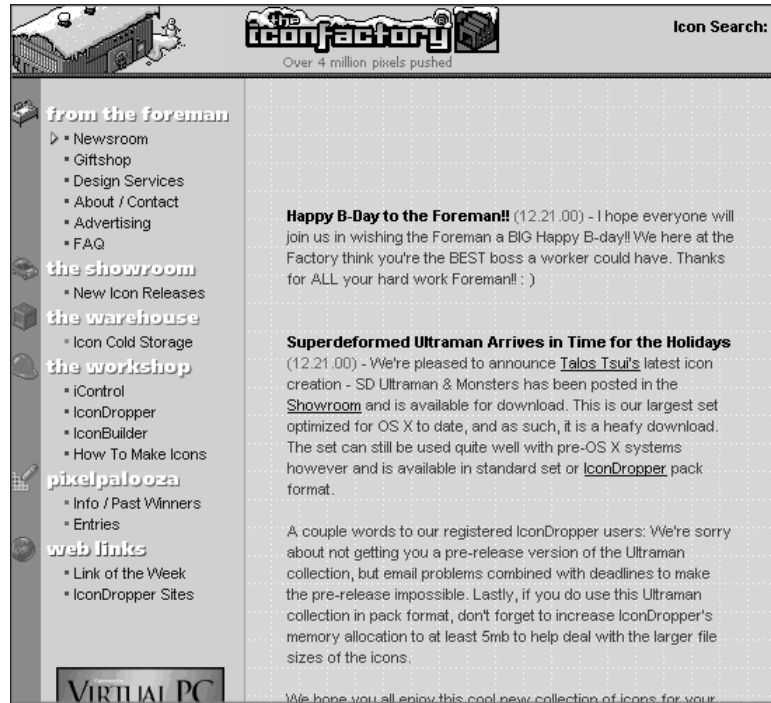 the
iconfactory
Over 4 million pixels pushed
Icon Search:
from the foreman
Newsroom
Giftshop
Design Services
About / Contact
Advertising
FAQ
the showroom
New Icon Releases
the warehouse
Icon Cold Storage
the workshop
iControl
IconDropper
IconBuilder
How To Make Icons
pixelpalooza
Info / Past Winners
Entries
web links
Link of the Week
IconDropper Sites
VIRTUAL PC
Happy B-Day to the Foreman!! (12.21.00) - I hope everyone will
join us in wishing the Foreman a BIG Happy B-day!! We here at the
Factory think you're the BEST boss a worker could have. Thanks
for ALL your hard work Foreman!! : )
Superdeformed Ultraman Arrives in Time for the Holidays
(12.21.00) - We're pleased to announce Talos Tsui's latest icon
creation - SD Ultraman & Monsters has been posted in the
Showroom and is available for download. This is our largest set
optimized for OS X to date, and as such, it is a heafy download.
The set can still be used quite well with pre-OS X systems
however and is available in standard set or IconDropper pack
format.
A couple words to our registered IconDropper users: We're sorry
about not getting you a pre-release version of the Ultraman
collection, but email problems combined with deadlines to make
the pre-release impossible. Lastly, if you do use this Ultraman
collection in pack format, don't forget to increase IconDropper's
memory allocation to at least 5mb to help deal with the larger file
sizes of the icons.
We hope you all enjoy this cool new collection of icons for your